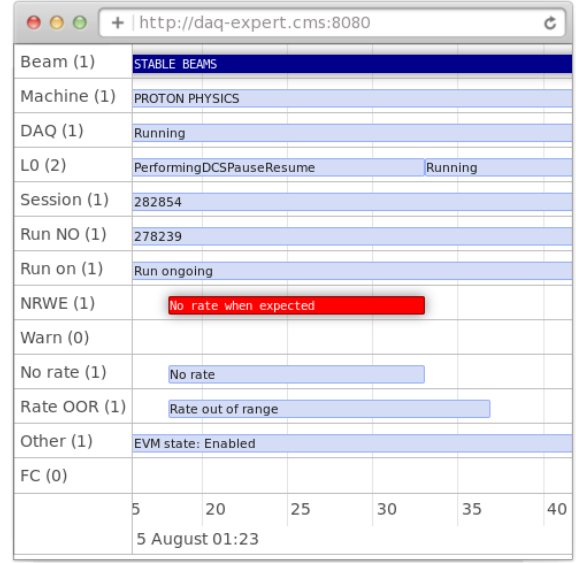 http://daq-expert.cms:8080
Beam (1) STABLE BEAMS
Machine (1) PROTON PHYSICS
DAQ (1) Running
L0 (2) PerformingDCSPauseResume Running
Session (1) 282854
Run NO (1) 278239
Run on (1) Run ongoing
NRWE (1) No rate when expected
Warn (0)
No rate (1) No rate
Rate OOR (1) Rate out of range
Other (1) EVM state: Enabled
FC (0)
5 20 25 30 35 40
5 August 01:23